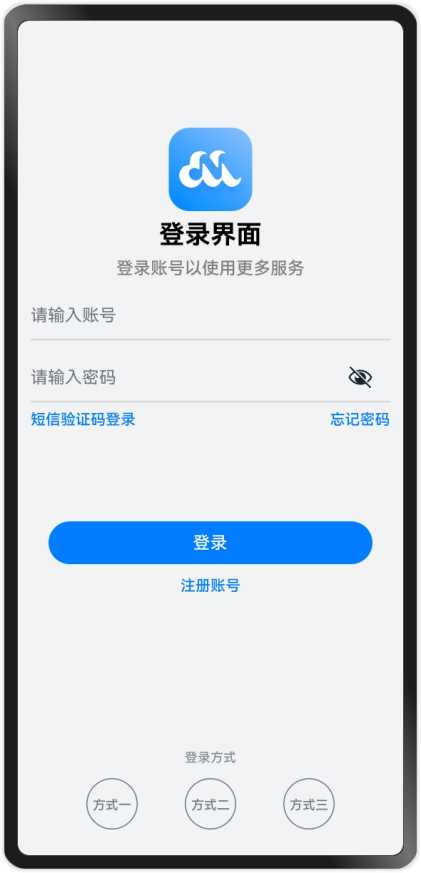 登录界面
登录账号以使用更多服务
请输入账号
请输入密码
短信验证码登录 忘记密码
登录
注册账号
登录方式
方式一 方式二 方式三